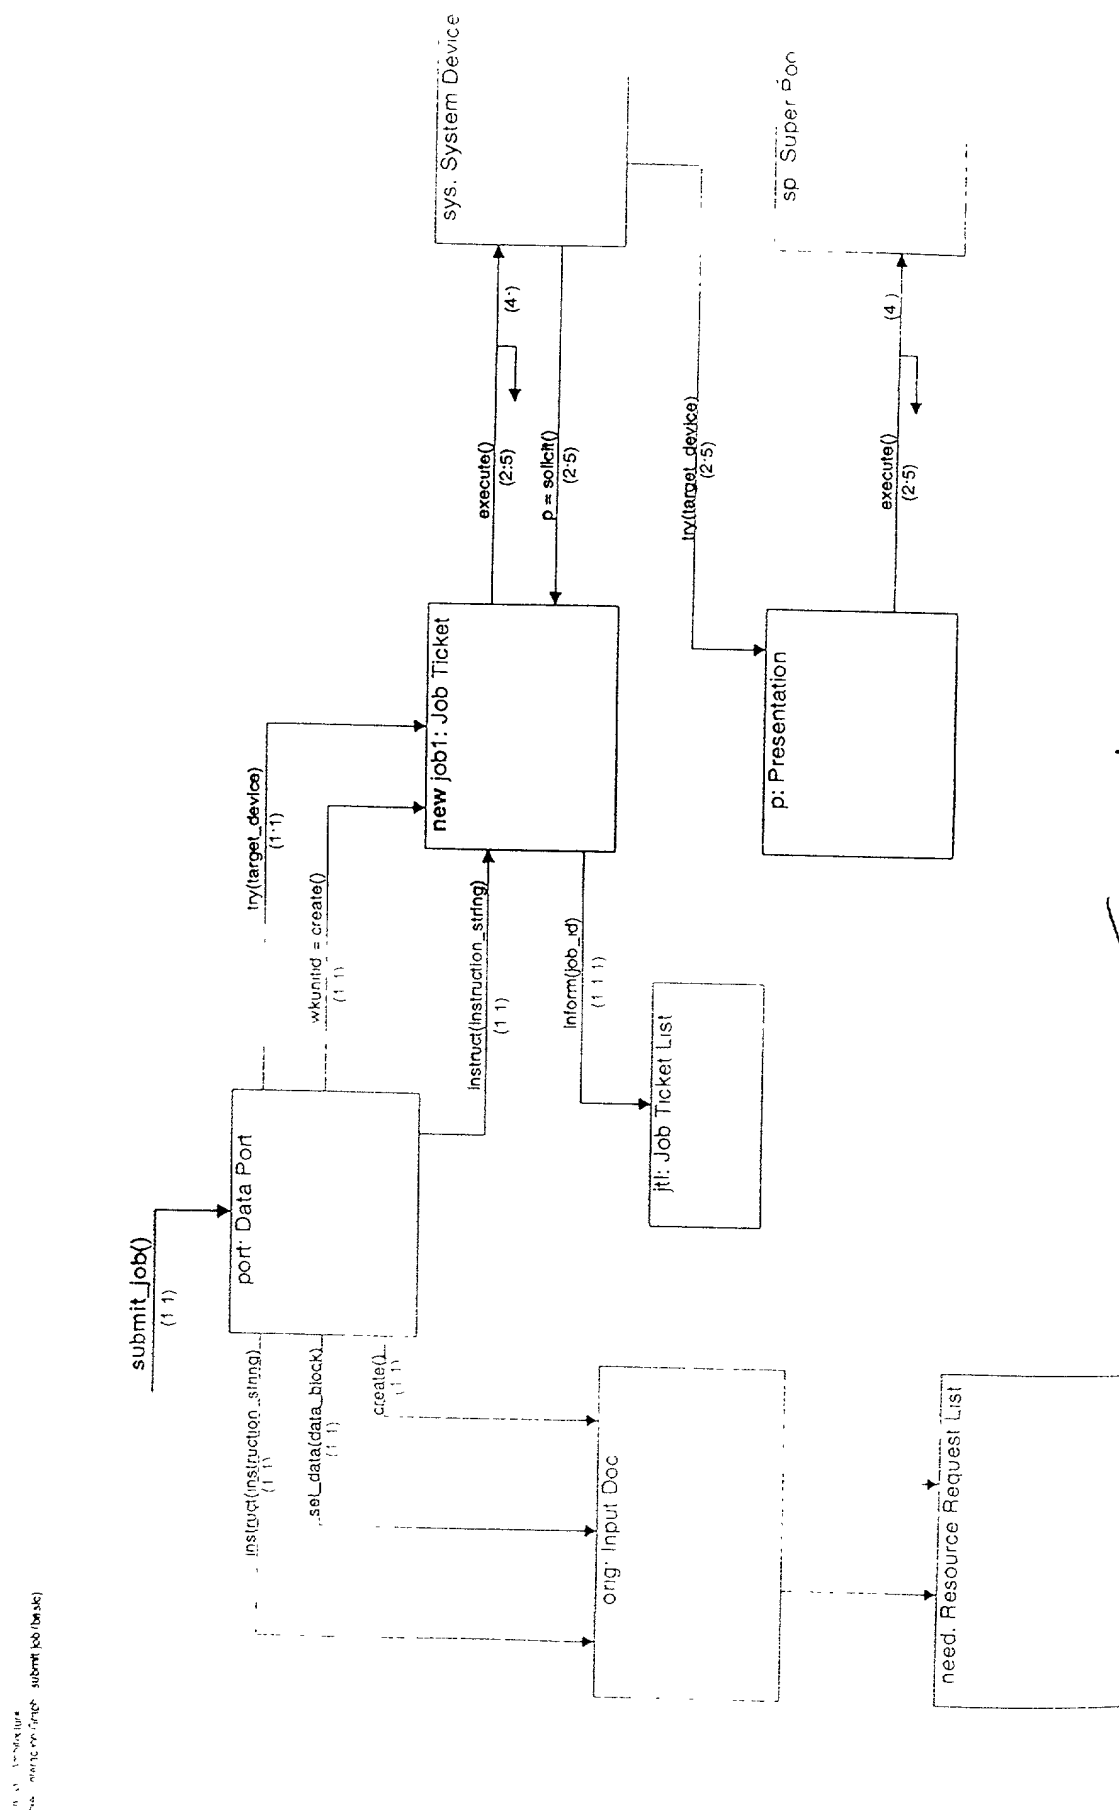 submit job (basic)
submit_job()
(1 1)
port: Data Port
instruct(instruction_string)
(1 1)
set_data(data_block)
(1 1)
create()
(1 1)
try(target_device)
(1·1)
wkunitid = create()
(1 1)
instruct(instruction_string)
(1 1)
new job1: Job Ticket
inform(job_id)
(1 1 1)
jtl: Job Ticket List
execute()
(2:5)
(4·)
p = solicit()
(2·5)
sys. System Device
try(target_device)
(2·5)
p: Presentation
execute()
(2·5)
(4 )
sp Super
orig: Input Doc
need. Resource Request List